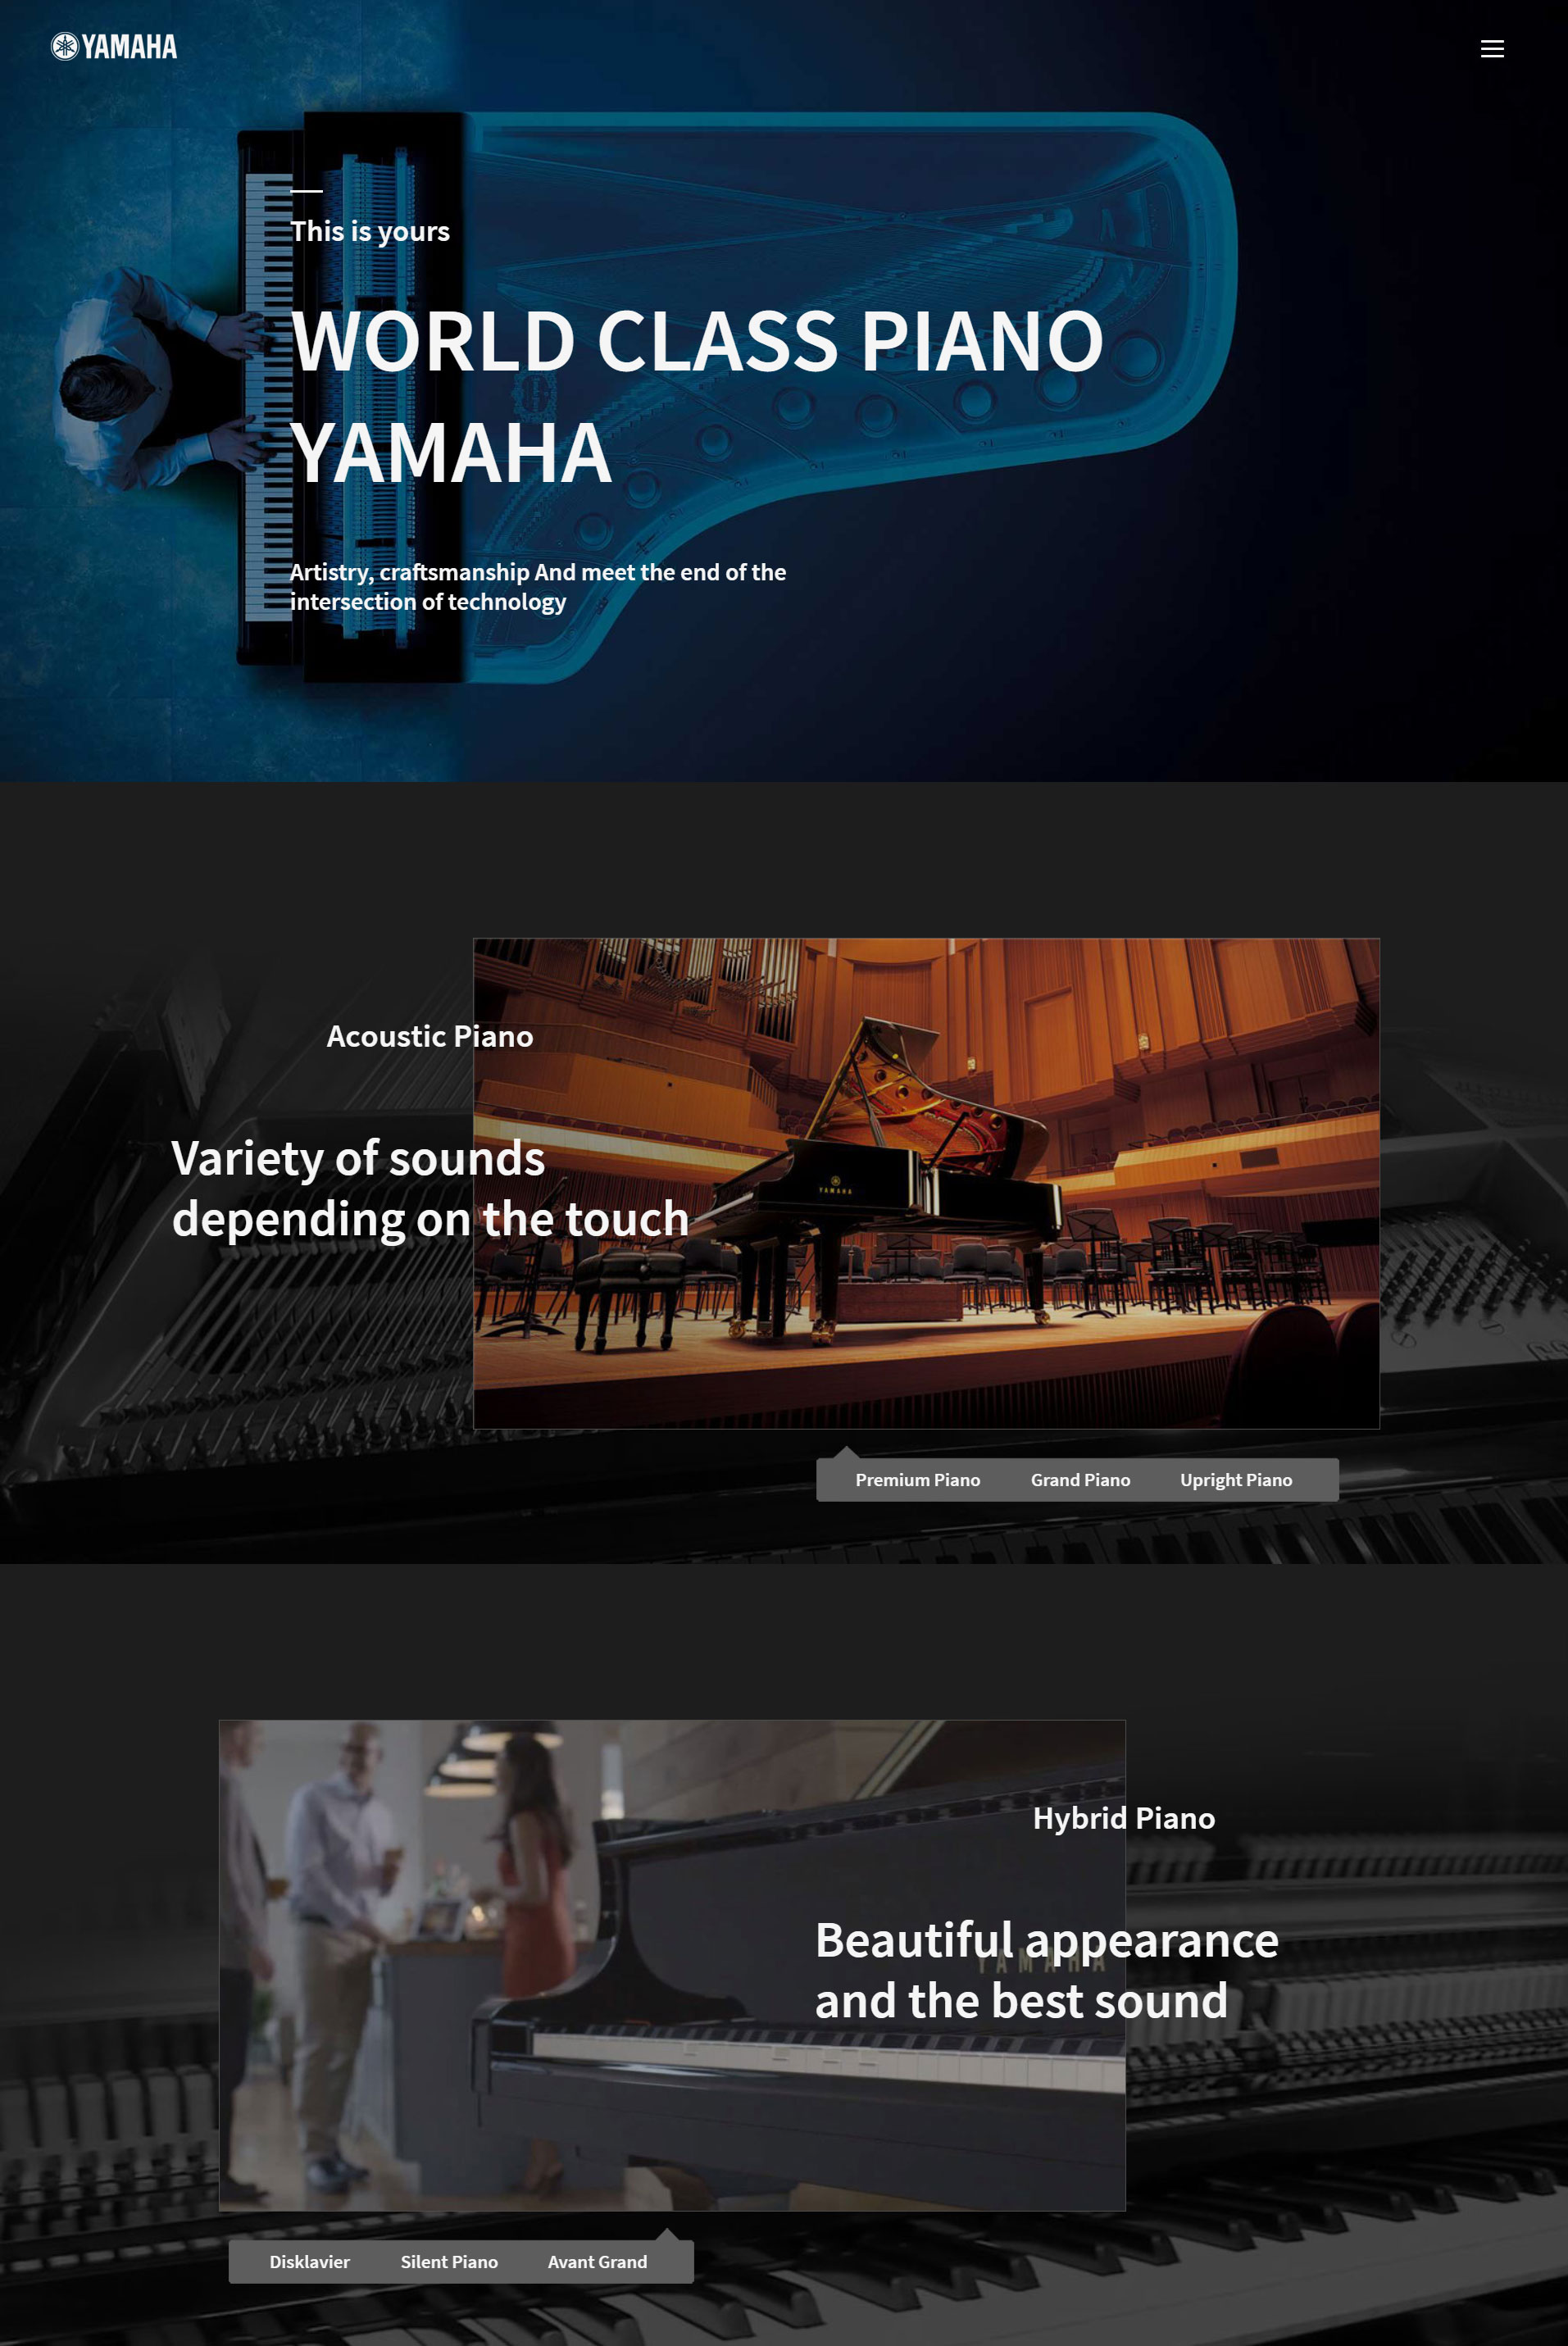 YAMAHA
This is yours
WORLD CLASS PIANO
YAMAHA
Artistry, craftsmanship And meet the end of the
intersection of technology
Acoustic Piano
Variety of sounds
depending on the touch
YAMAHA
Premium Piano Grand Piano Upright Piano
Hybrid Piano
Beautiful appearance
YAMAHA
and the best sound
Disklavier Silent Piano Avant Grand